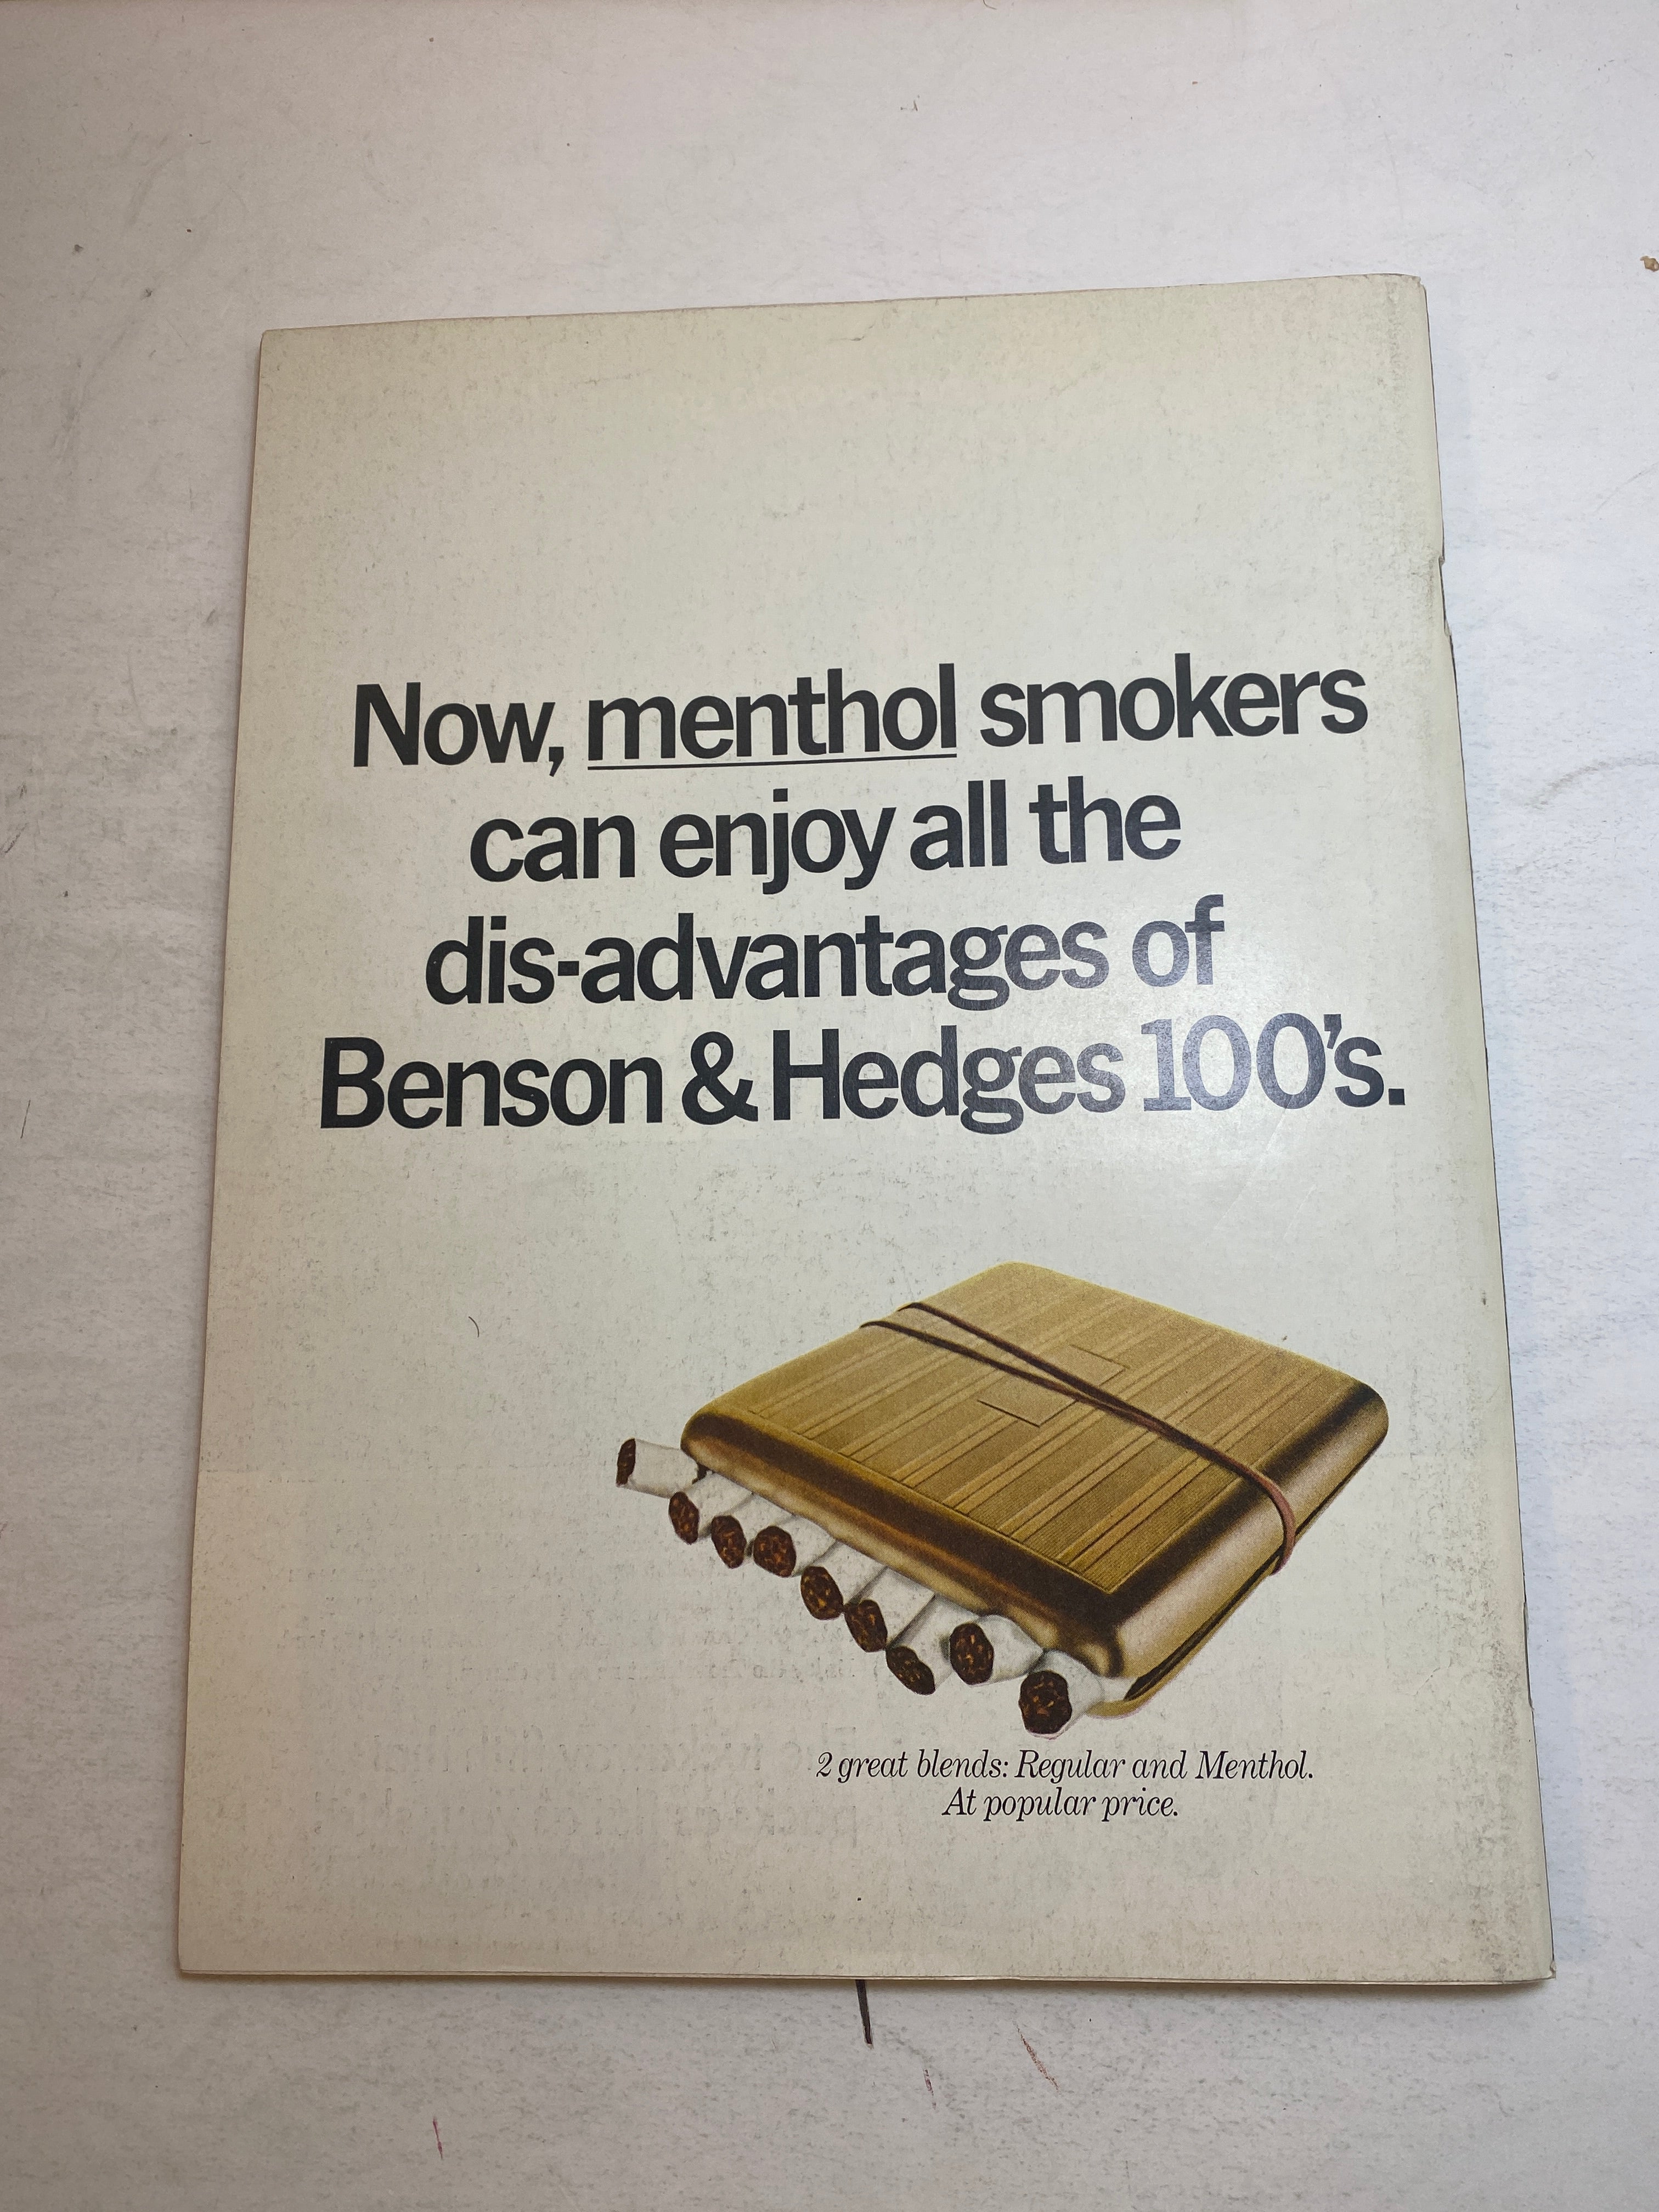 Now, menthol smokers
can enjoy all the
dis-advantages of
Benson & Hedges 100's.
2 great blends: Regular and Menthol.
At popular price.